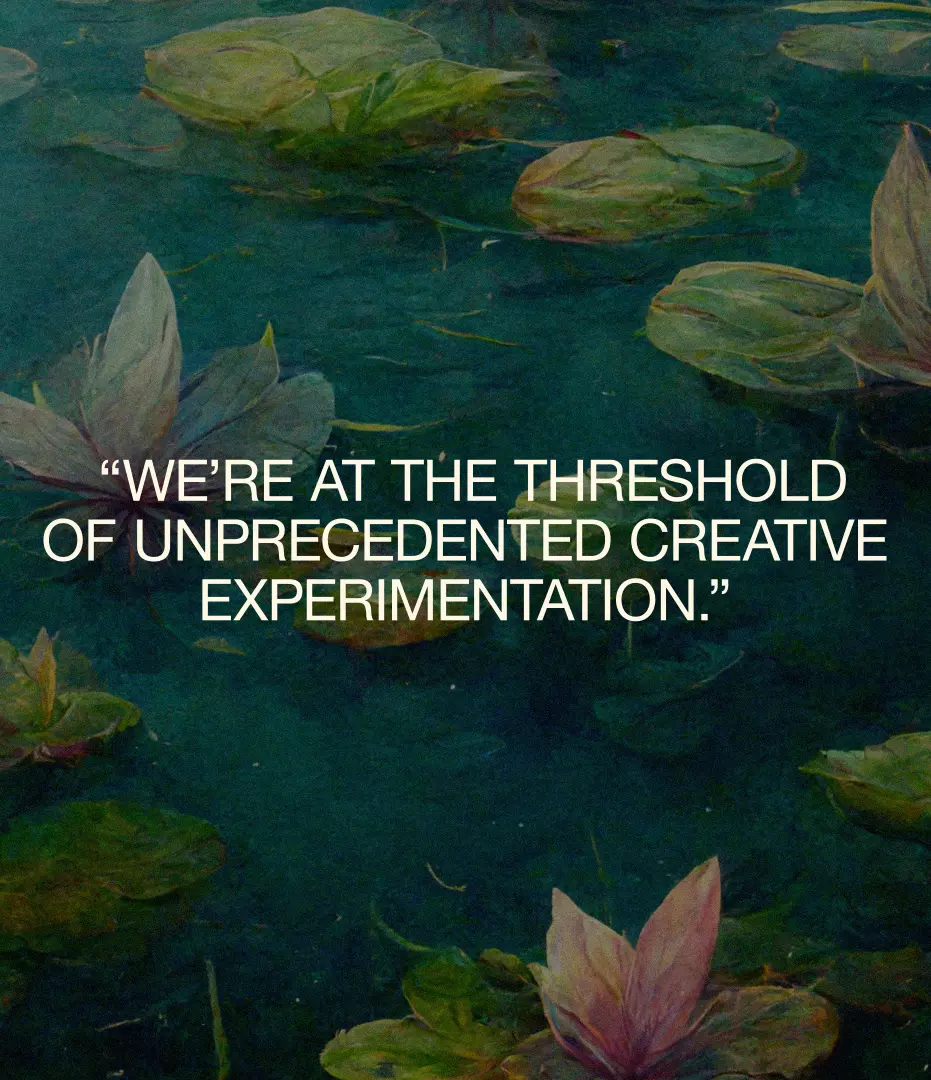 “WE’RE AT THE THRESHOLD
OF UNPRECEDENTED CREATIVE
EXPERIMENTATION.”